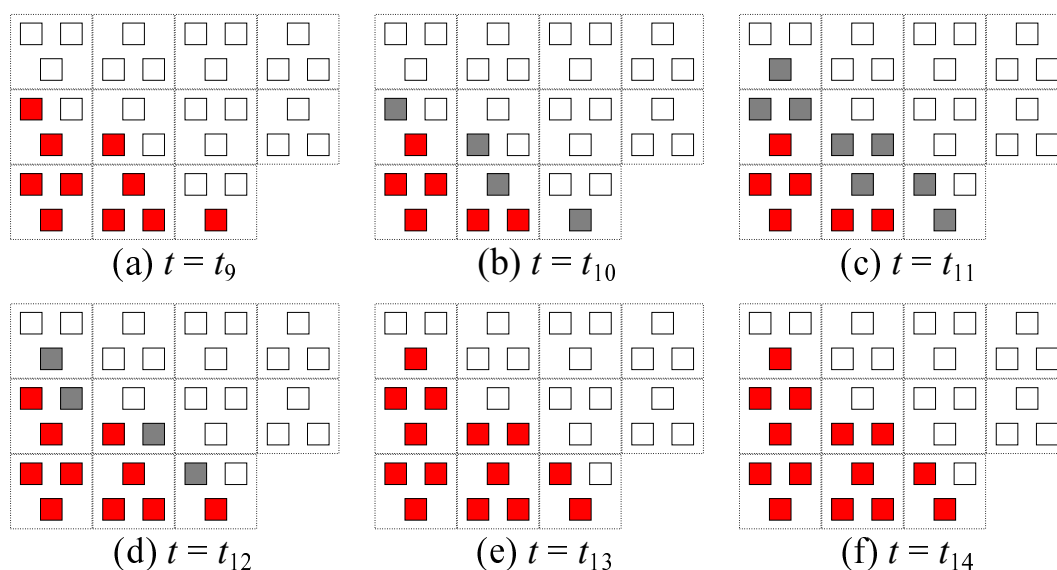 (a) t = t9
(b) t = t10
(c) t = t11
(d) t = t12
(e) t = t13
(f) t = t14